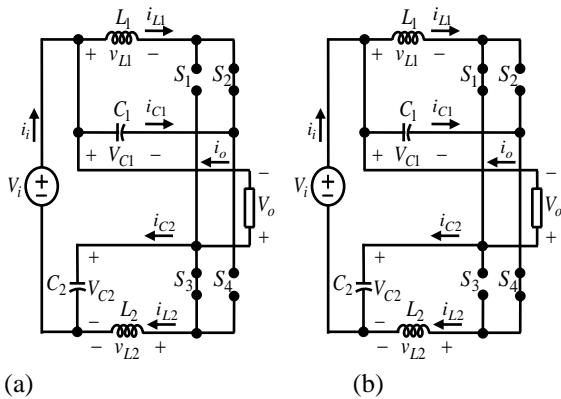 L1 iL1
+ vL1 −
S1 S2
C1 iC1
ii
+ VC1 − io
−
Vi + −
Vo
iC2
+
+
S3 S4
C2 VC2
L2 iL2
−
− vL2 +
(a)
L1 iL1
+ vL1 −
S1 S2
C1 iC1
ii
+ VC1 − io
−
Vi + −
Vo
iC2
+
+
S3 S4
C2 VC2
L2 iL2
−
− vL2 +
(b)